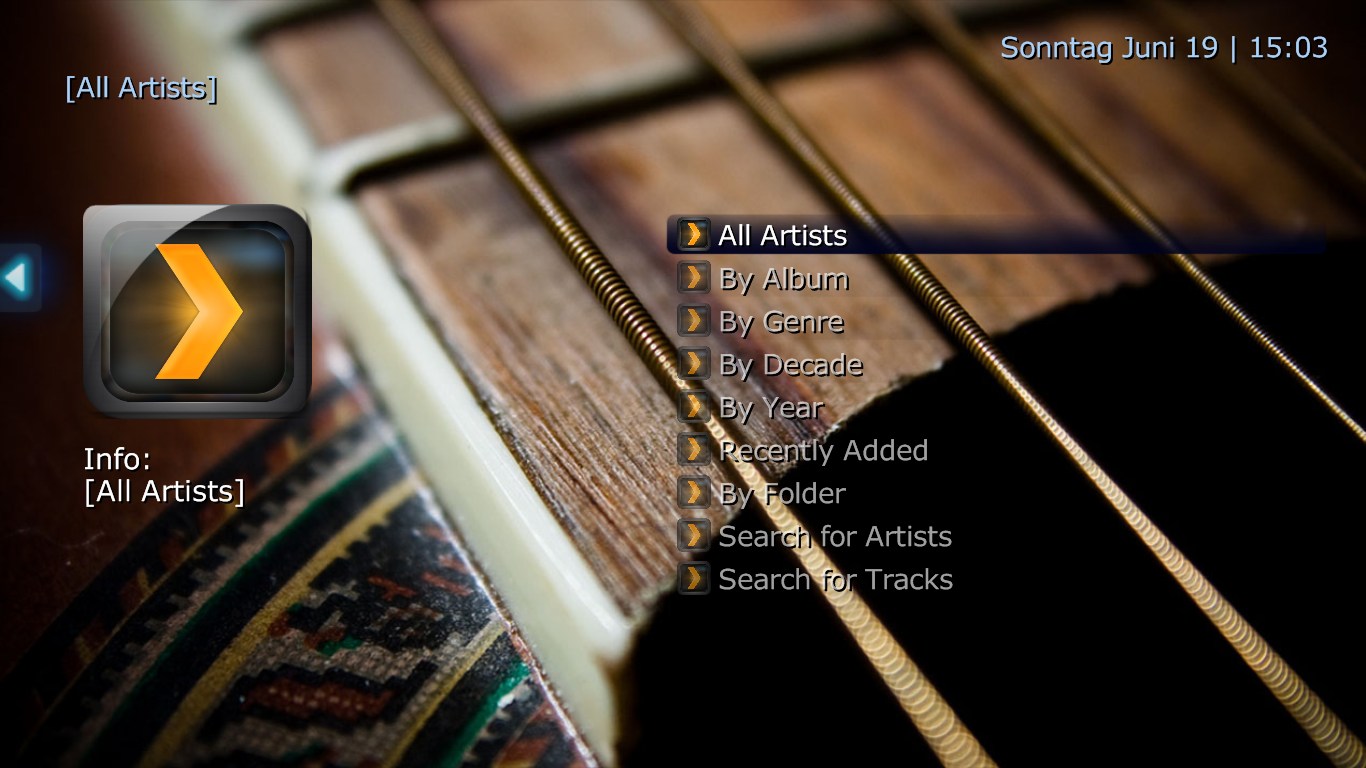 Sonntag Juni 19 | 15:03
[All Artists]
All Artists
By Album
By Genre
By Decade
By Year
Recently Added
By Folder
Search for Artists
Search for Tracks
Info:
[All Artists]